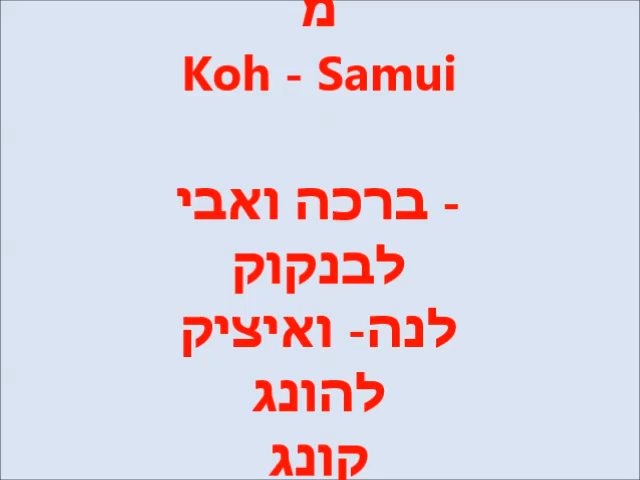 מ
Koh - Samui
- ברכה ואבי
לבנקוק
לנה- ואיציק
להונג
קונג